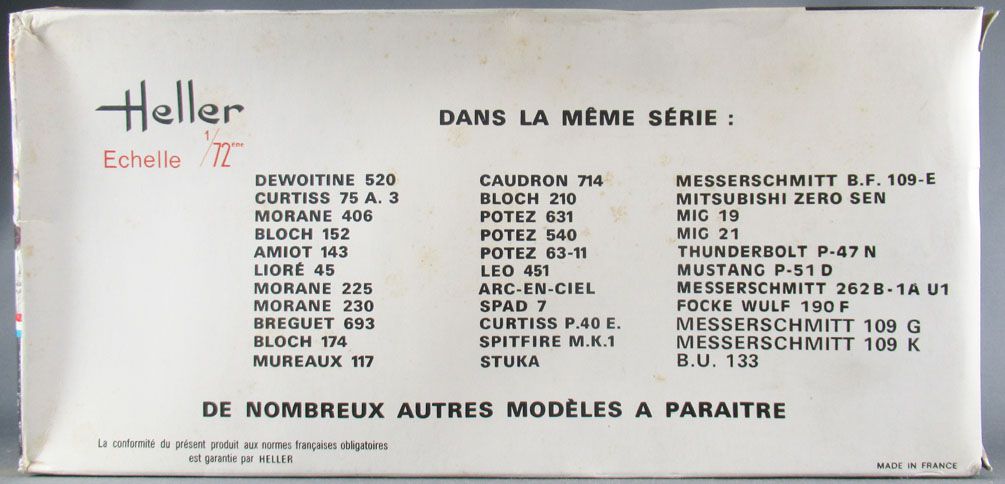 Heller
Echelle 1/72ème
DANS LA MÊME SÉRIE :
DEWOITINE 520
CURTISS 75 A. 3
MORANE 406
BLOCH 152
AMIOT 143
LIORÉ 45
MORANE 225
MORANE 230
BREGUET 693
BLOCH 174
MUREAUX 117
CAUDRON 714
BLOCH 210
POTEZ 631
POTEZ 540
POTEZ 63-11
LEO 451
ARC-EN-CIEL
SPAD 7
CURTISS P.40 E.
SPITFIRE M.K.1
STUKA
MESSERSCHMITT B.F. 109-E
MITSUBISHI ZERO SEN
MIG 19
MIG 21
THUNDERBOLT P-47 N
MUSTANG P-51 D
MESSERSCHMITT 262 B-1A U1
FOCKE WULF 190 F
MESSERSCHMITT 109 G
MESSERSCHMITT 109 K
B.U. 133
DE NOMBREUX AUTRES MODÈLES A PARAITRE
La conformité du présent produit aux normes françaises obligatoires
est garantie par HELLER
MADE IN FRANCE